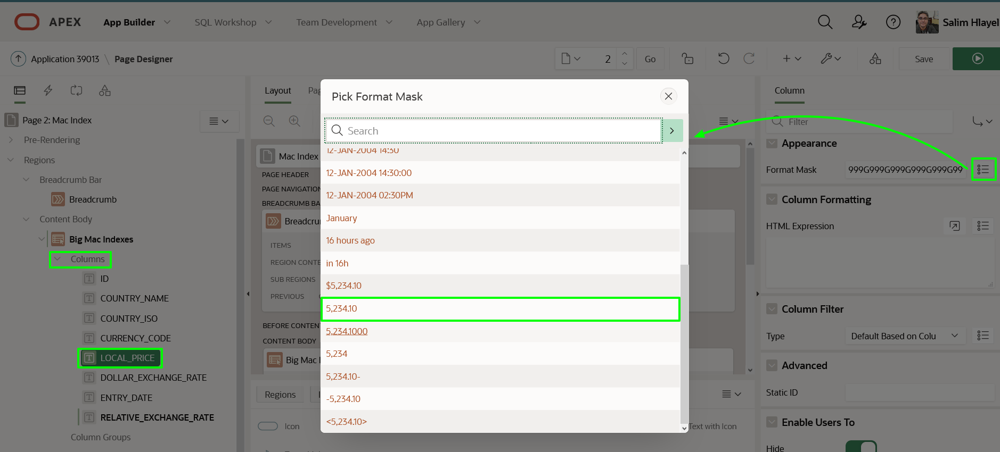 APEX App Builder SQL Workshop Team Development App Gallery Salim Hlayel
Application 39013 \ Page Designer 2 Go Save
Layout
Column
Page 2: Mac Index
Pre-Rendering
Regions
Breadcrumb Bar
Breadcrumb
Content Body
Big Mac Indexes
Columns
ID
COUNTRY_NAME
COUNTRY_ISO
CURRENCY_CODE
LOCAL_PRICE
DOLLAR_EXCHANGE_RATE
ENTRY_DATE
RELATIVE_EXCHANGE_RATE
Column Groups
Mac Index
PAGE HEADER
PAGE NAVIGATION
BREADCRUMB BA
Breadcru
ITEMS
REGION CONTE
SUB REGIONS
PREVIOUS
BEFORE CONTENT
CONTENT BODY
Big Mac I
Regions
Icon
Text with Icon
Pick Format Mask
Search
12-JAN-2004 14:30
12-JAN-2004 14:30:00
12-JAN-2004 02:30PM
January
16 hours ago
in 16h
$5,234.10
5,234.10
5,234.1000
5,234
5,234.10-
-5,234.10
<5,234.10>
Filter
Appearance
Format Mask 999G999G999G999G999G99
Column Formatting
HTML Expression
Column Filter
Type Default Based on Colu
Advanced
Static ID
Enable Users To
Hide